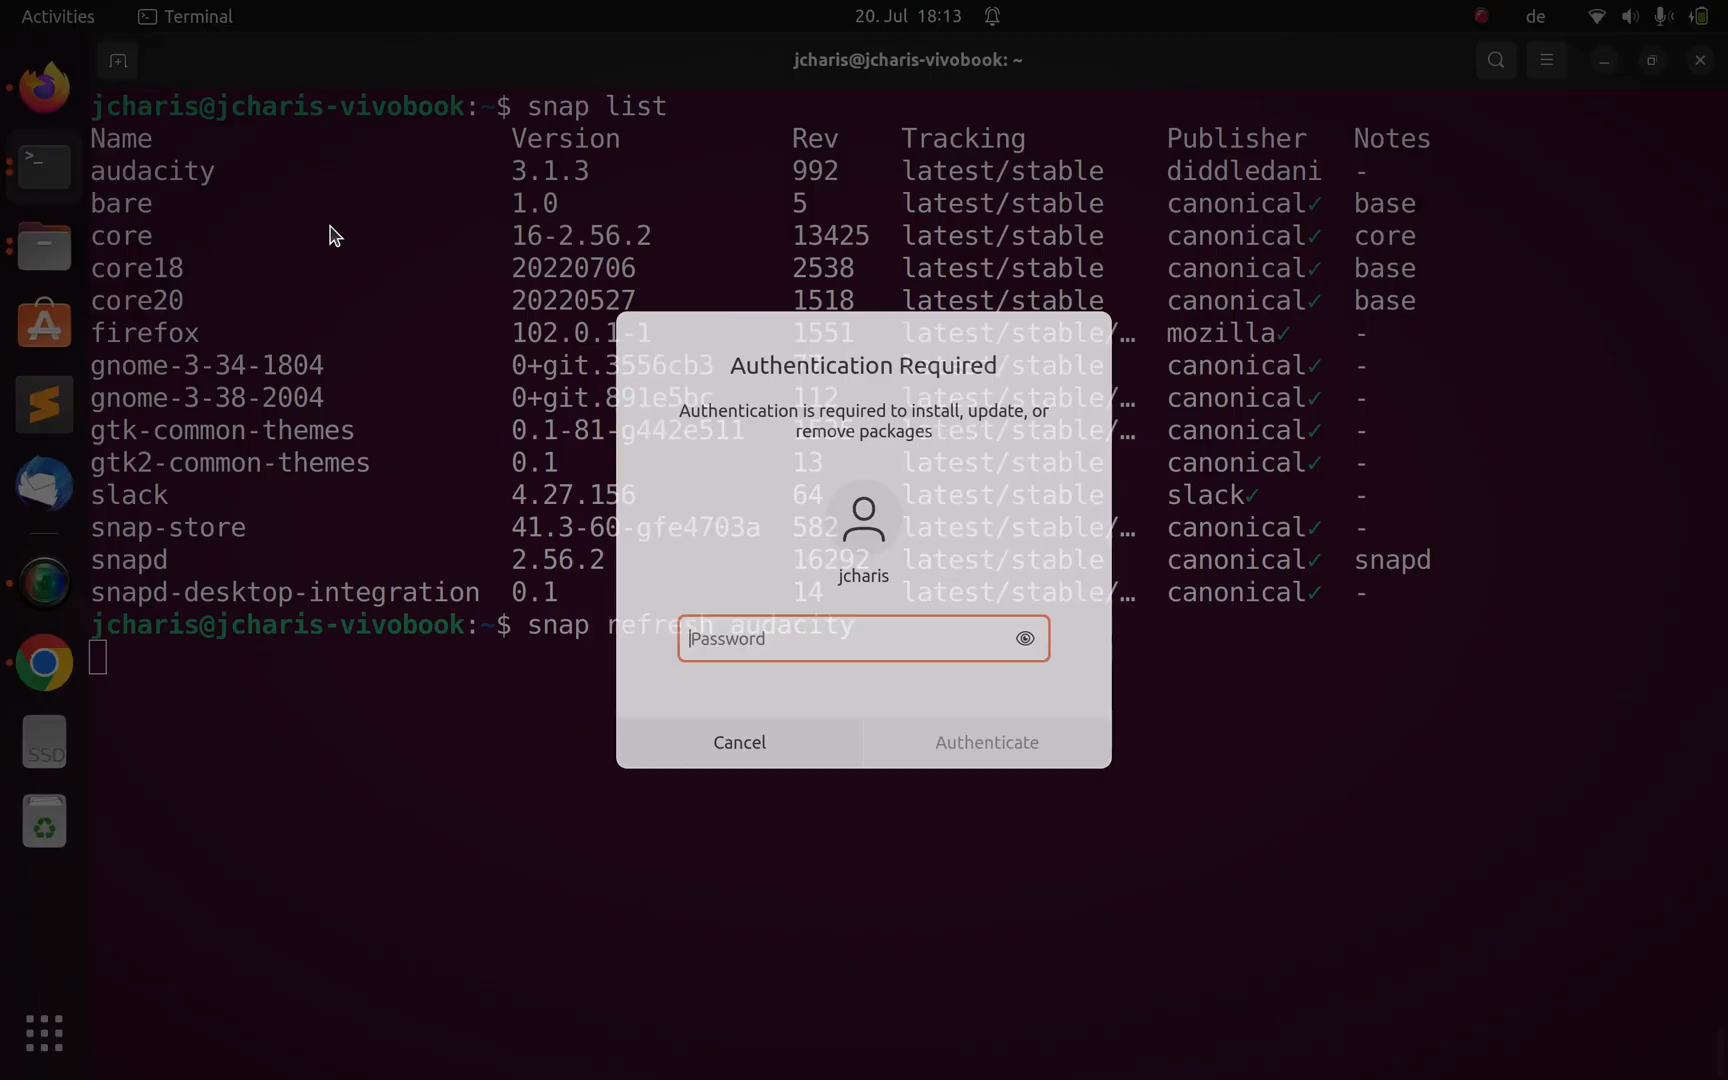 Activities Terminal 20. Jul 18:13 de
jcharis@jcharis-vivobook: ~
jcharis@jcharis-vivobook:~$ snap list
Name Version Rev Tracking Publisher Notes
audacity 3.1.3 992 latest/stable diddledani -
bare 1.0 5 latest/stable canonical✓ base
core 16-2.56.2 13425 latest/stable canonical✓ core
core18 20220706 2538 latest/stable canonical✓ base
core20 20220527 1518 latest/stable canonical✓ base
firefox 102.0.1-1 1551 latest/stable/… mozilla✓ -
gnome-3-34-1804 0+git.3556cb3 latest/stable/… canonical✓ -
gnome-3-38-2004 0+git.891e5bc 112 latest/stable/… canonical✓ -
gtk-common-themes 0.1-81-g442e511 latest/stable/… canonical✓ -
gtk2-common-themes 0.1 13 latest/stable canonical✓ -
slack 4.27.156 64 latest/stable slack✓ -
snap-store 41.3-60-gfe4703a 582 latest/stable/… canonical✓ -
snapd 2.56.2 16292 latest/stable canonical✓ snapd
snapd-desktop-integration 0.1 14 latest/stable/… canonical✓ -
jcharis@jcharis-vivobook:~$ snap refresh audacity
Authentication Required
Authentication is required to install, update, or
remove packages
jcharis
Password
Cancel Authenticate
SSD